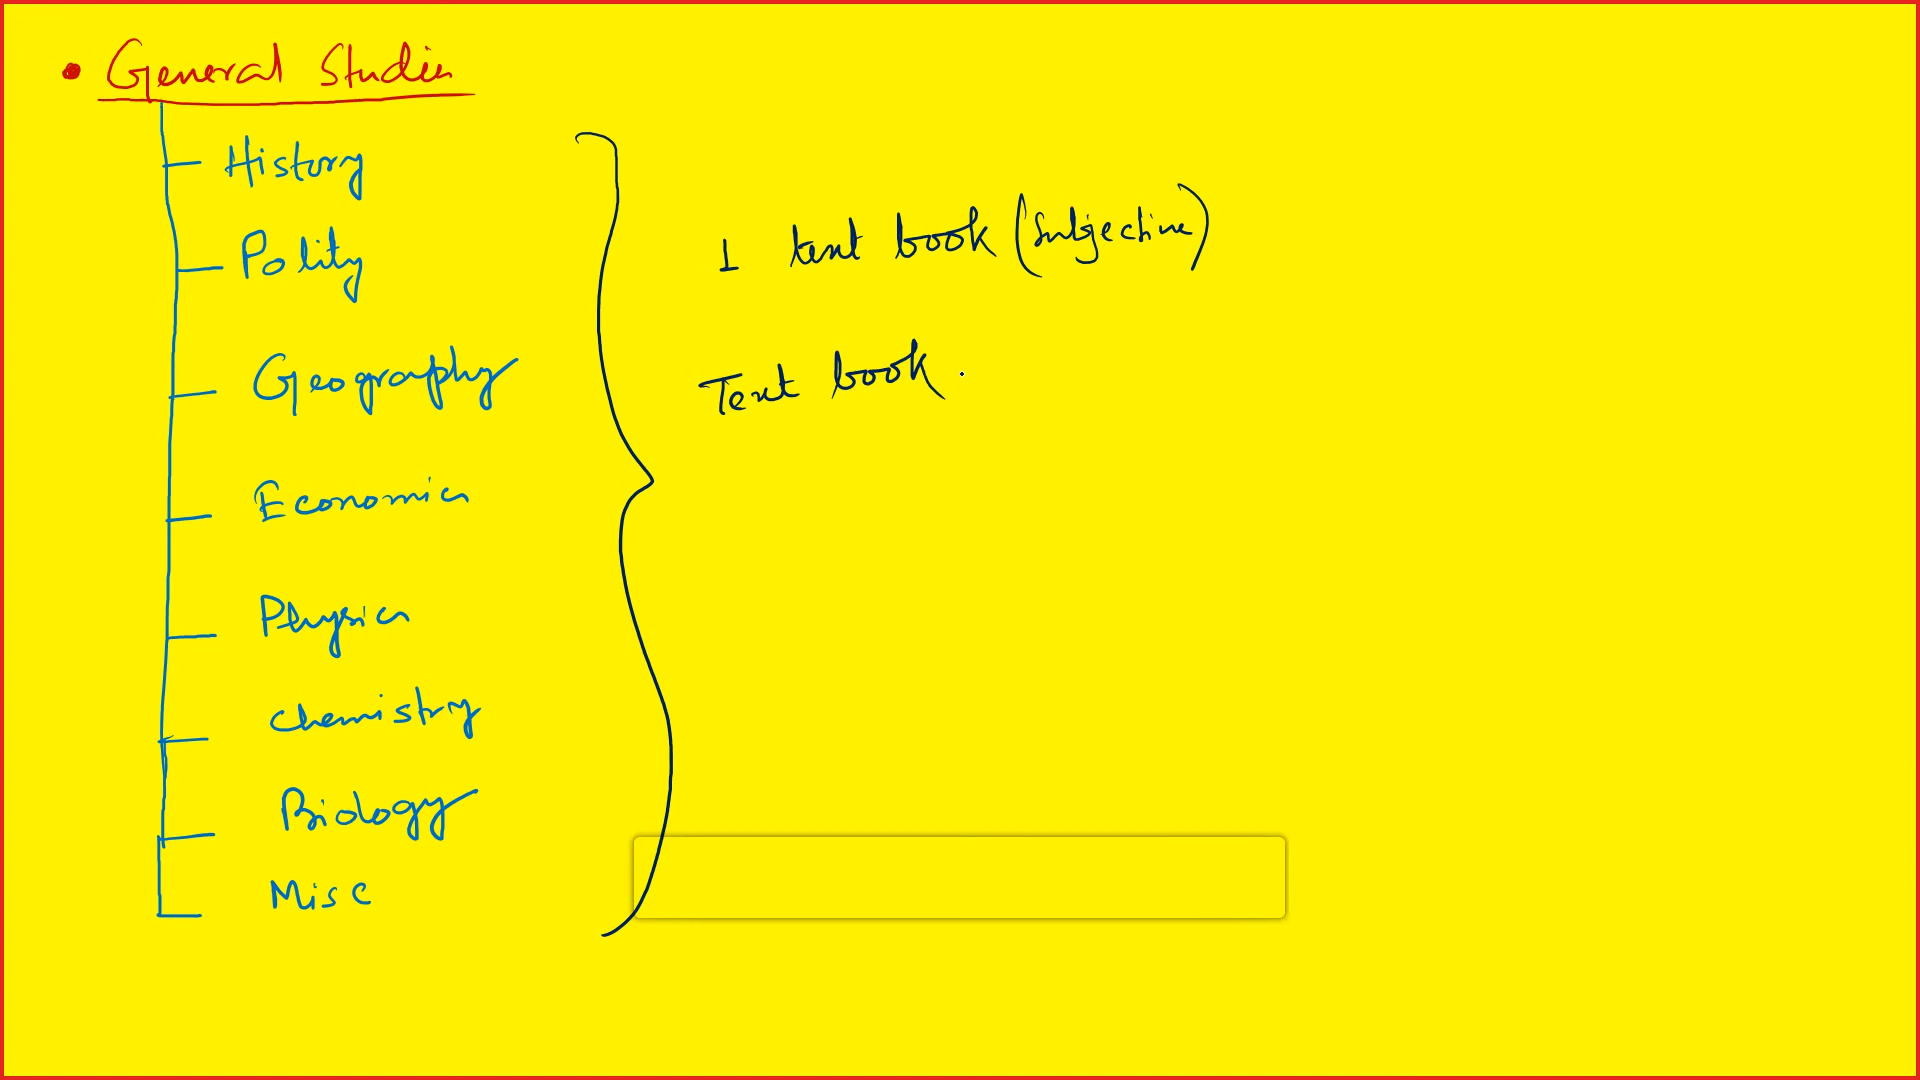 General Studies
History
Polity
Geography
Economics
Physics
Chemistry
Biology
Misc
1 text book (Subjective)
Text book